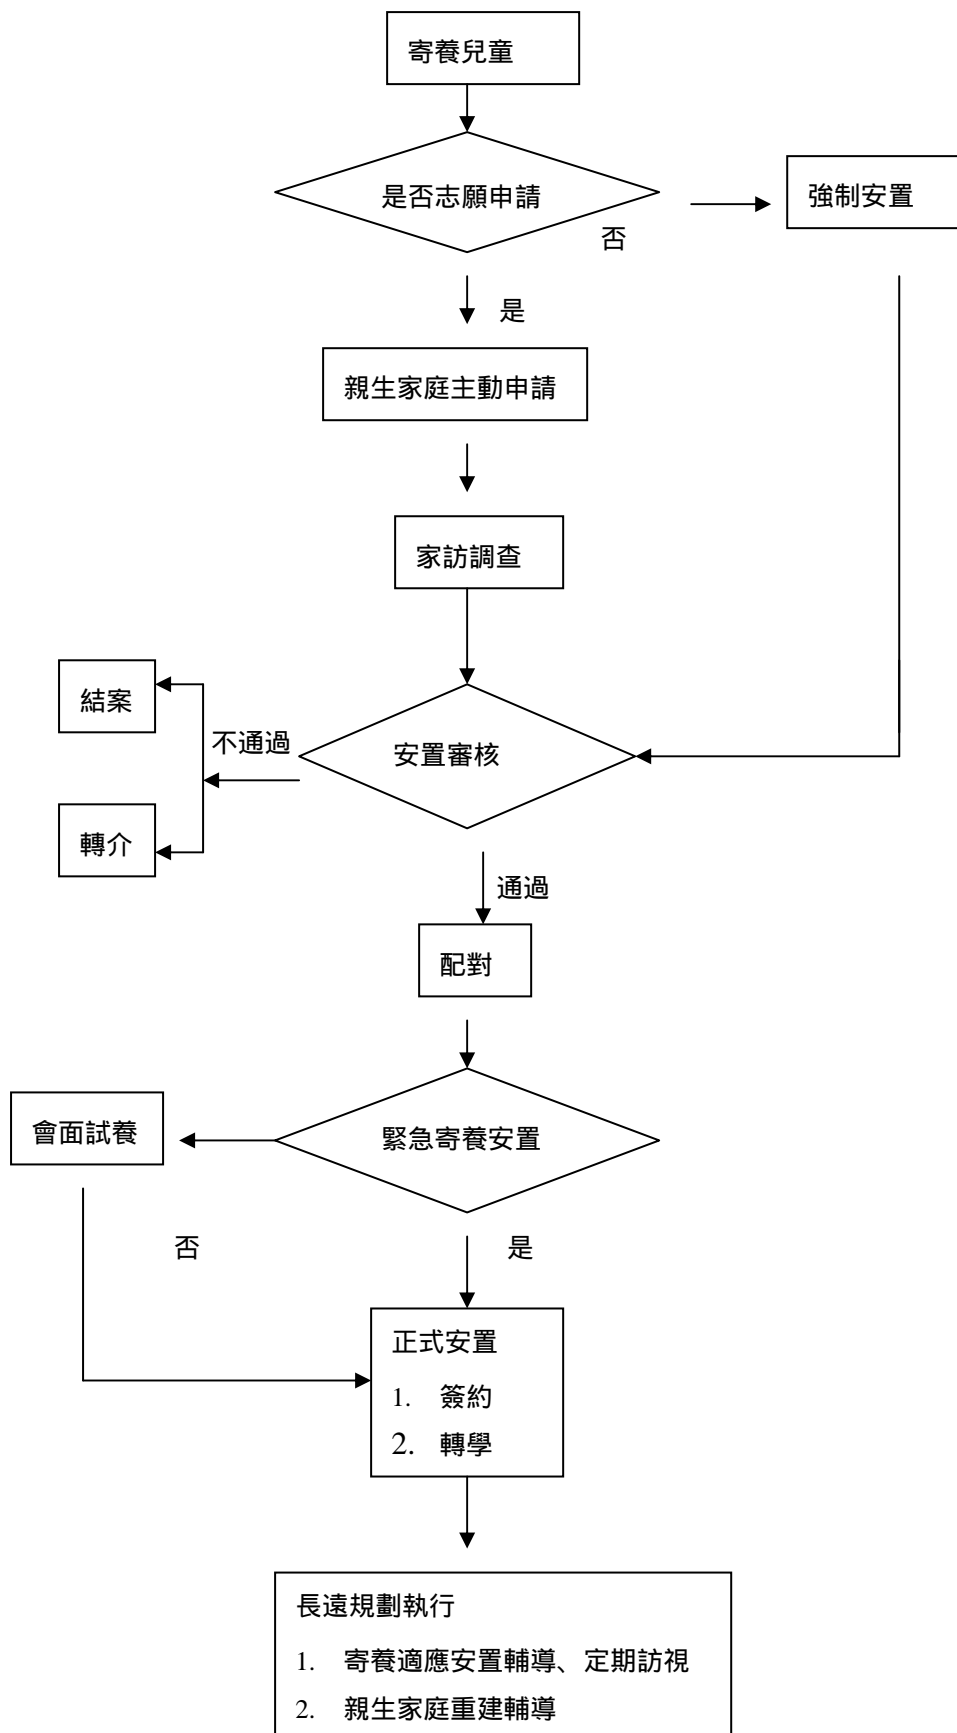 寄養兒童
是否志願申請
強制安置
否
是
親生家庭主動申請
家訪調查
結案
不通過
安置審核
轉介
通過
配對
會面試養
緊急寄養安置
否
是
正式安置
1. 簽約
2. 轉學
長遠規劃執行
1. 寄養適應安置輔導、定期訪視
2. 親生家庭重建輔導